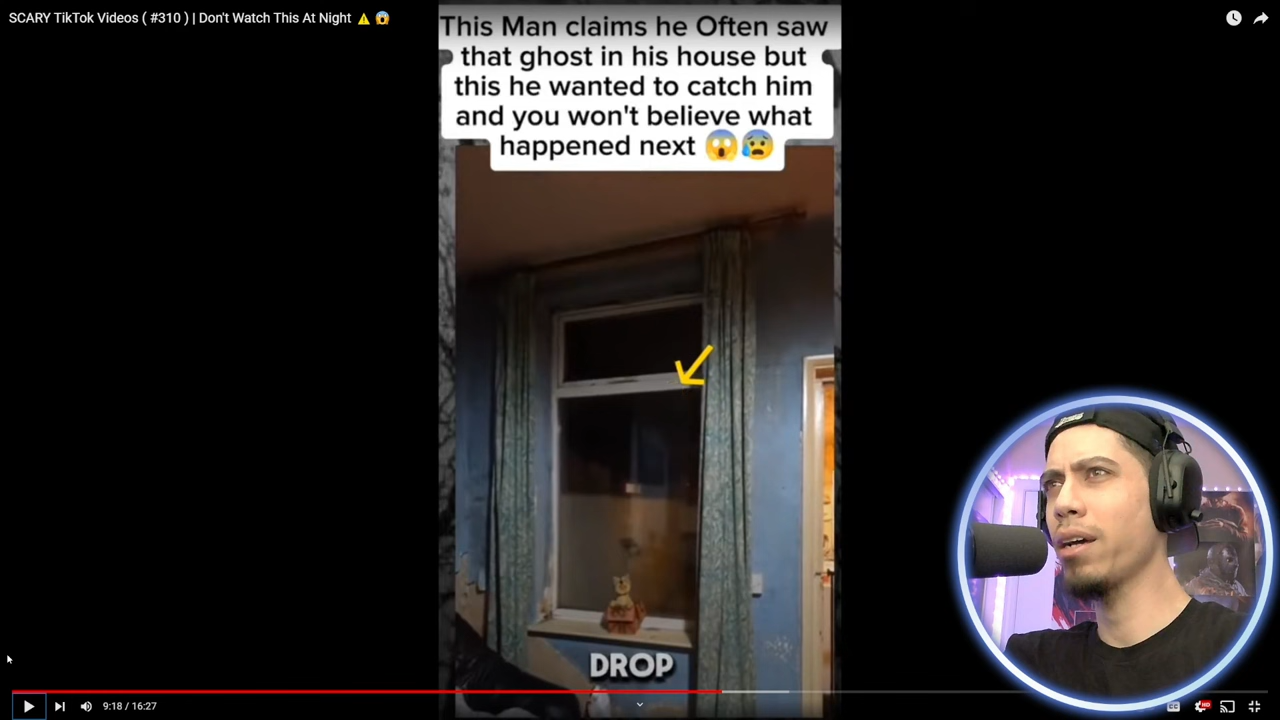 SCARY TikTok Videos ( #310 ) | Don't Watch This At Night ⚠️ 😱
This Man claims he Often saw
that ghost in his house but
this he wanted to catch him
and you won't believe what
happened next 😱😰
DROP
9:18 / 16:27
CC
HD